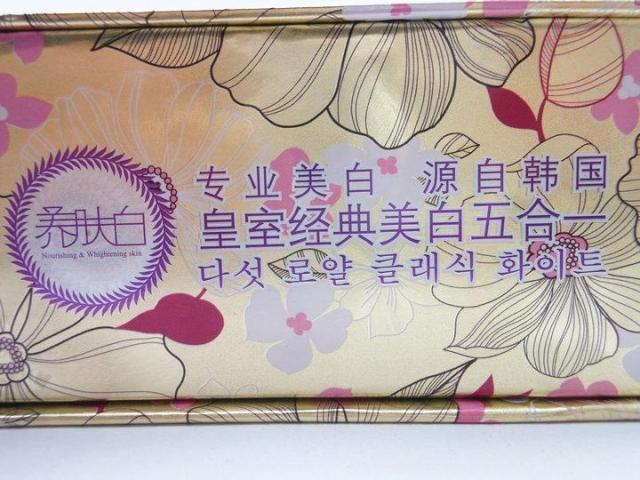 养肤白
Nourishing & Whightening skin
专业美白 源自韩国
皇室经典美白五合一
다섯 로얄 클래식 화이트